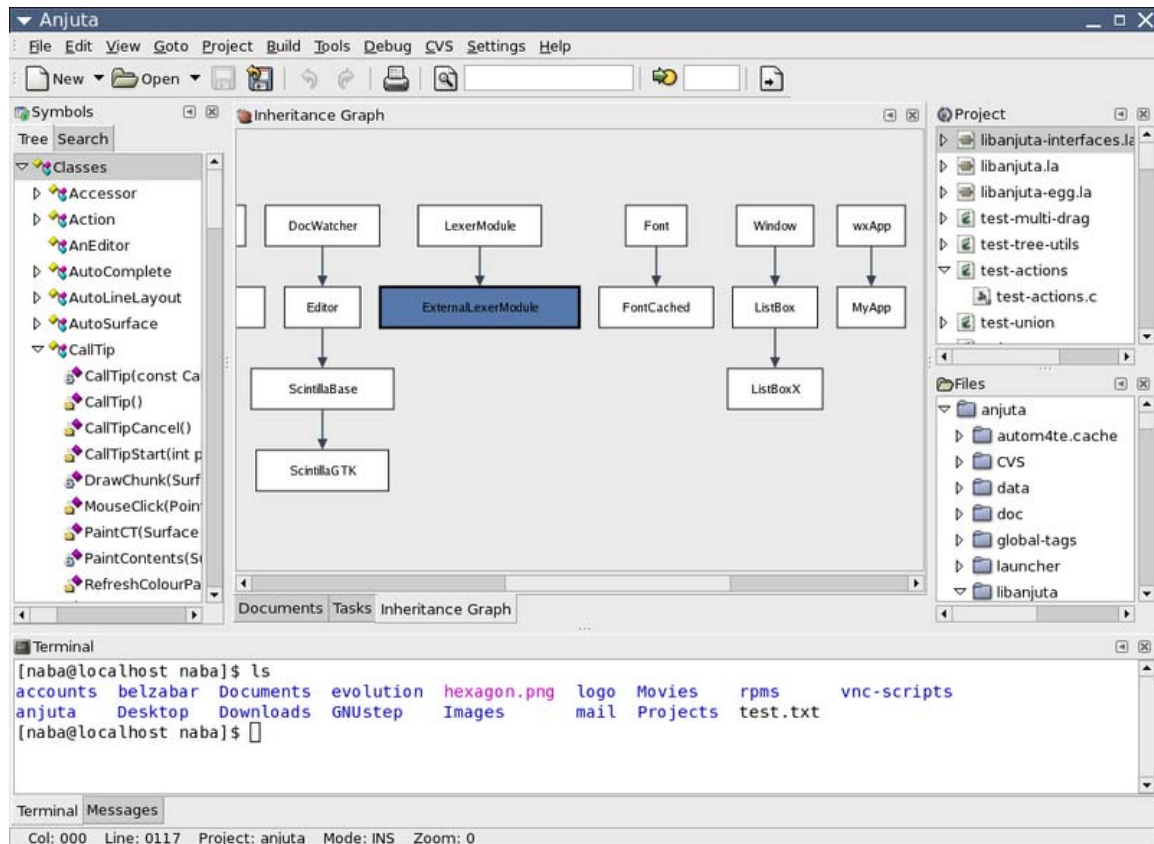 Anjuta
File Edit View Goto Project Build Tools Debug CVS Settings Help
New Open
Symbols
Tree Search
Classes
Accessor
Action
AnEditor
AutoComplete
AutoLineLayout
AutoSurface
CallTip
CallTip(const Ca
CallTip()
CallTipCancel()
CallTipStart(int p
DrawChunk(Surf
MouseClick(Poin
PaintCT(Surface
PaintContents(Su
RefreshColourPa
Inheritance Graph
DocWatcher LexerModule Font Window wxApp
Editor ExternalLexerModule FontCached ListBox MyApp
ScintillaBase ListBoxX
ScintillaGTK
Documents Tasks Inheritance Graph
Project
libanjuta-interfaces.la
libanjuta.la
libanjuta-egg.la
test-multi-drag
test-tree-utils
test-actions
test-actions.c
test-union
Files
anjuta
autom4te.cache
CVS
data
doc
global-tags
launcher
libanjuta
Terminal
[naba@localhost naba]$ ls
accounts belzabar Documents evolution hexagon.png logo Movies rpms vnc-scripts
anjuta Desktop Downloads GNUstep Images mail Projects test.txt
[naba@localhost naba]$
Terminal Messages
Col: 000 Line: 0117 Project: anjuta Mode: INS Zoom: 0